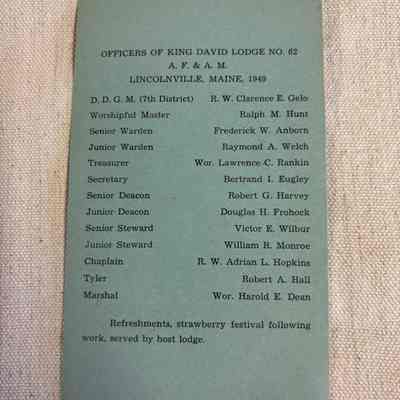 OFFICERS OF KING DAVID LODGE NO. 62
A. F. & A. M.
LINCOLNVILLE, MAINE, 1949
D. D. G. M. (7th District) R. W. Clarence E. Gelo
Worshipful Master Ralph M. Hunt
Senior Warden Frederick W. Anborn
Junior Warden Raymond A. Welch
Treasurer Wor. Lawrence C. Rankin
Secretary Bertrand I. Eugley
Senior Deacon Robert G. Harvey
Junior Deacon Douglas H. Frohock
Senior Steward Victor E. Wilbur
Junior Steward William R. Monroe
Chaplain R. W. Adrian L. Hopkins
Tyler Robert A. Hall
Marshal Wor. Harold E. Dean
Refreshments, strawberry festival following
work, served by host lodge.